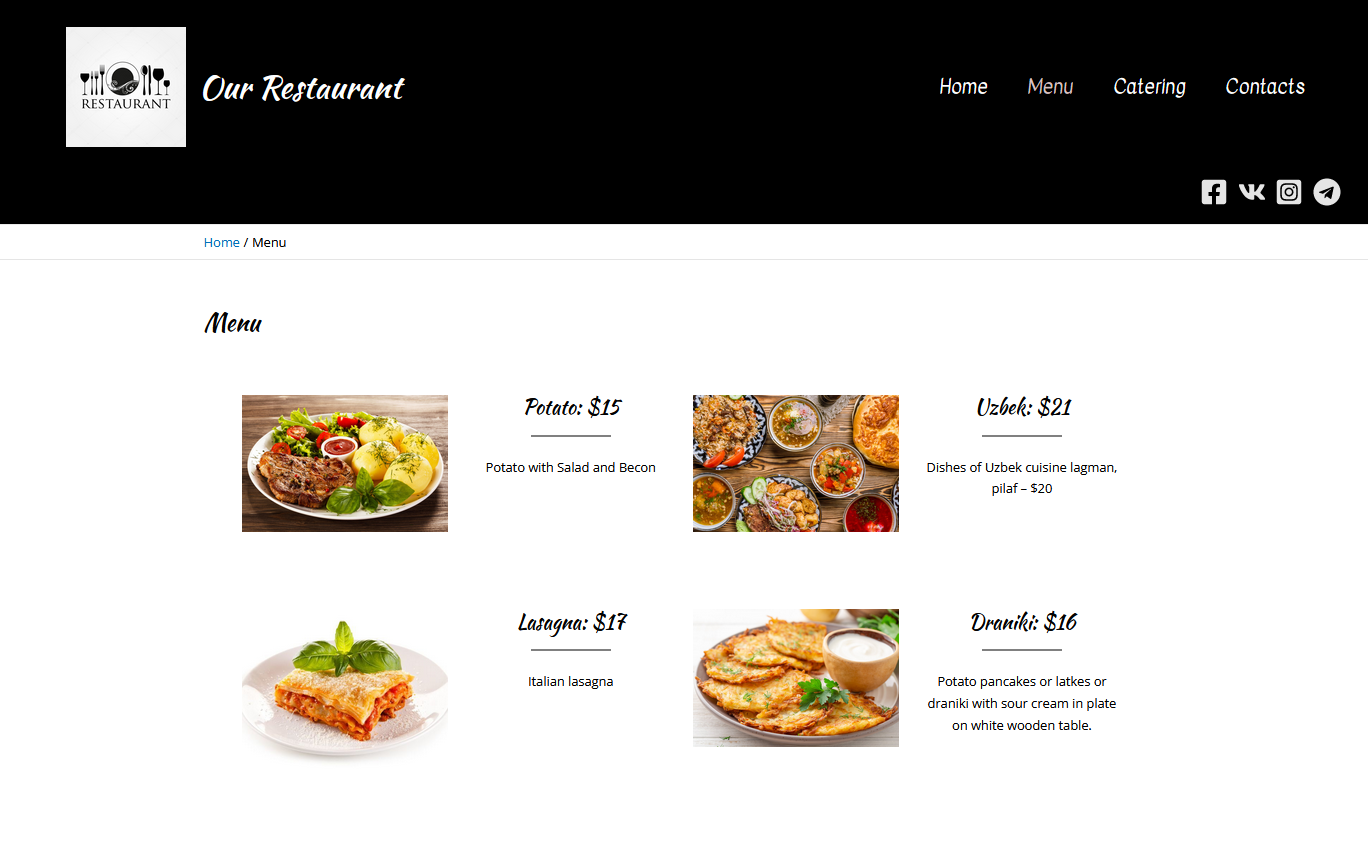 RESTAURANT
Our Restaurant
Home Menu Catering Contacts
Home / Menu
Menu
Potato: $15
Potato with Salad and Becon
Uzbek: $21
Dishes of Uzbek cuisine lagman,
pilaf – $20
Lasagna: $17
Italian lasagna
Draniki: $16
Potato pancakes or latkes or
draniki with sour cream in plate
on white wooden table.